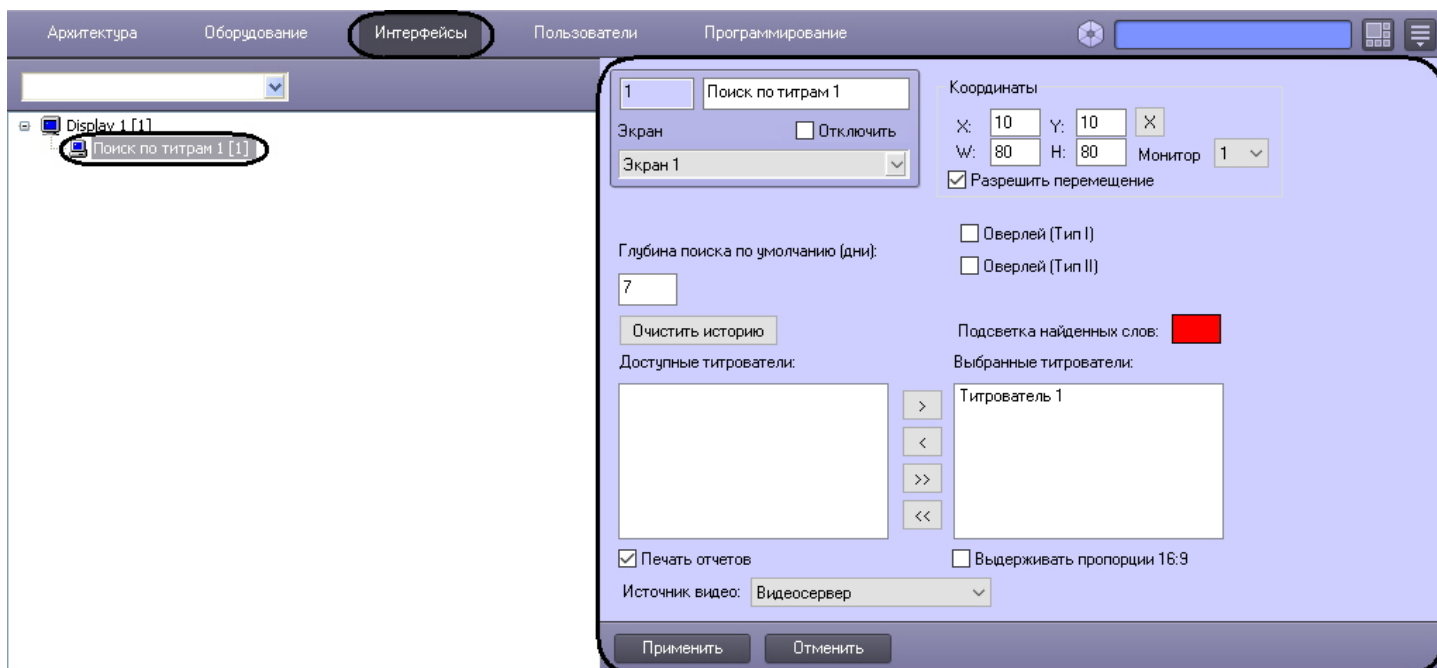 Архитектура Оборудование Интерфейсы Пользователи Программирование
Display 1 [1]
Поиск по титрам 1 [1]
1 Поиск по титрам 1
Экран Отключить
Экран 1
Координаты
X: 10 Y: 10 X
W: 80 H: 80 Монитор 1
Разрешить перемещение
Оверлей (Тип I)
Оверлей (Тип II)
Глубина поиска по умолчанию (дни):
7
Очистить историю Подсветка найденных слов:
Доступные титрователи: Выбранные титрователи:
Титрователь 1
>
<
>>
<<
Печать отчетов Выдерживать пропорции 16:9
Источник видео: Видеосервер
Применить Отменить